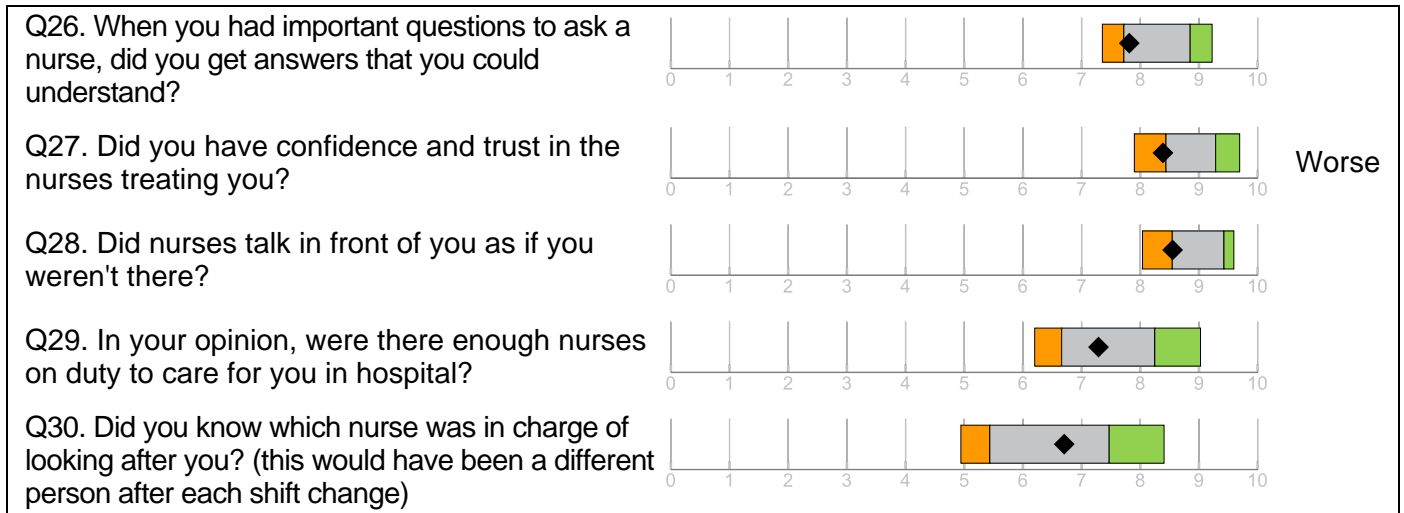 Q26. When you had important questions to ask a
nurse, did you get answers that you could
understand?
0 1 2 3 4 5 6 7 8 9 10
Q27. Did you have confidence and trust in the
nurses treating you?
Worse
0 1 2 3 4 5 6 7 8 9 10
Q28. Did nurses talk in front of you as if you
weren't there?
0 1 2 3 4 5 6 7 8 9 10
Q29. In your opinion, were there enough nurses
on duty to care for you in hospital?
0 1 2 3 4 5 6 7 8 9 10
Q30. Did you know which nurse was in charge of
looking after you? (this would have been a different
person after each shift change)
0 1 2 3 4 5 6 7 8 9 10